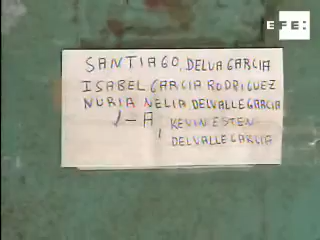 EFE:
SANTIAGO, DELVA GARCIA
ISABEL GARCIA RODRIGUEZ
NURIA NELIA DELVALLE GARCIA
1-A, KEVIN ESTEN-
DELVALLE GARCIA